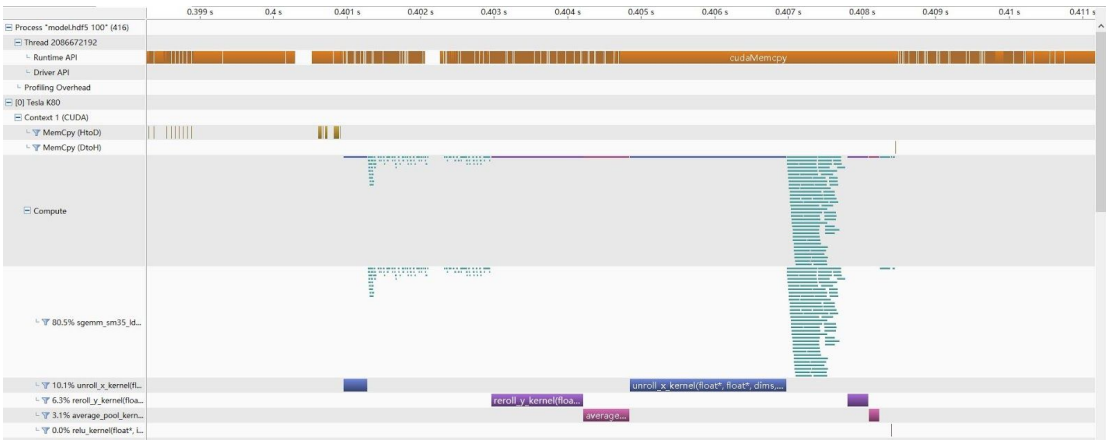 0.399 s 0.4 s 0.401 s 0.402 s 0.403 s 0.404 s 0.405 s 0.406 s 0.407 s 0.408 s 0.409 s 0.41 s 0.411 s
Process "model.hdf5 100" (416)
Thread 2086672192
Runtime API cudaMemcpy
Driver API
Profiling Overhead
[0] Tesla K80
Context 1 (CUDA)
MemCpy (HtoD)
MemCpy (DtoH)
Compute
80.5% sgemm_sm35_ld...
10.1% unroll_x_kernel(fl... unroll_x_kernel(float*, float*, dims,...
6.3% reroll_y_kernel(floa... reroll_y_kernel(floa...
3.1% average_pool_kern... average...
0.0% relu_kernel(float*, i...